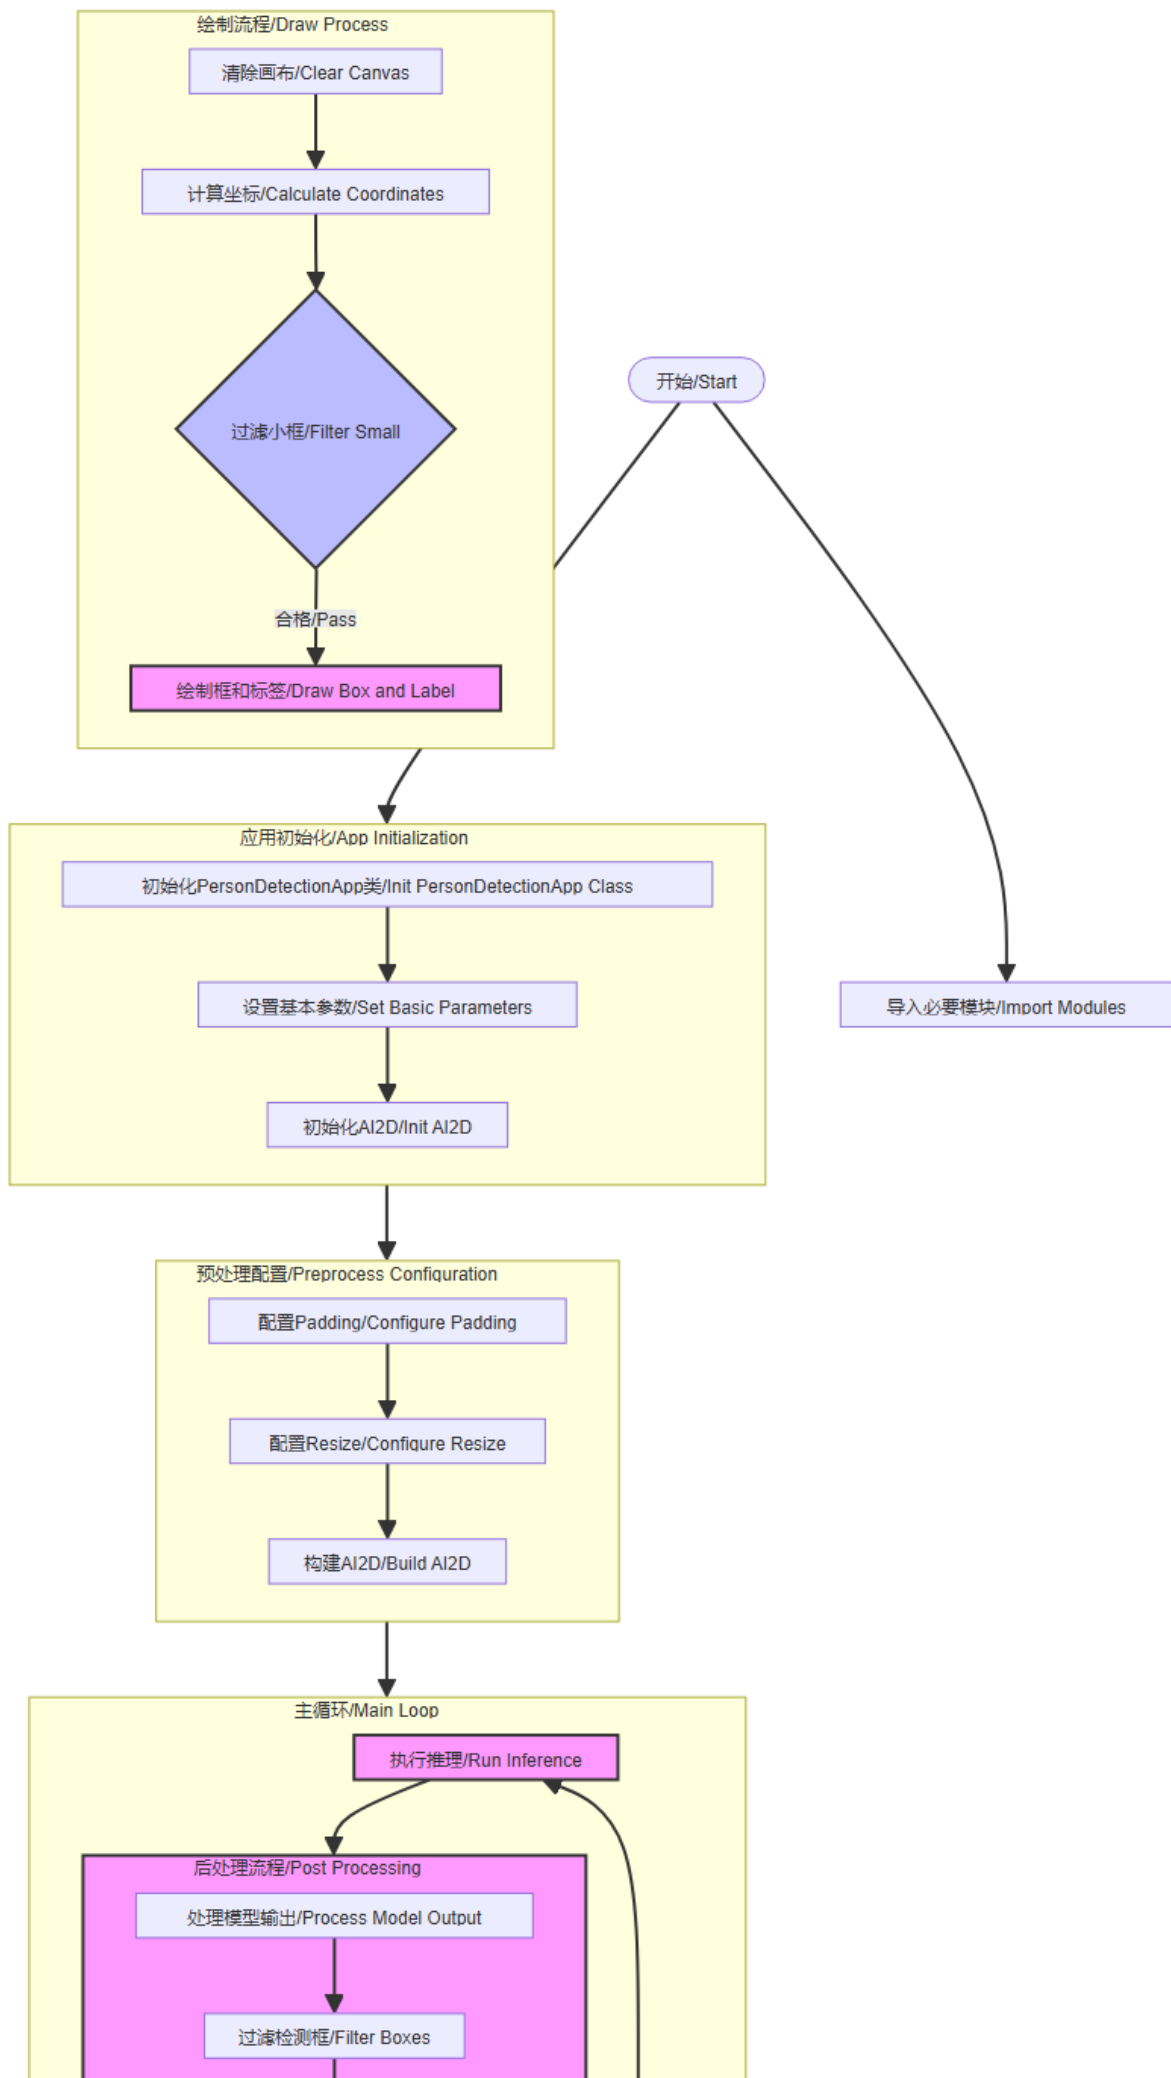 绘制流程/Draw Process
清除画布/Clear Canvas
计算坐标/Calculate Coordinates
过滤小框/Filter Small
合格/Pass
绘制框和标签/Draw Box and Label
开始/Start
导入必要模块/Import Modules
应用初始化/App Initialization
初始化PersonDetectionApp类/Init PersonDetectionApp Class
设置基本参数/Set Basic Parameters
初始化AI2D/Init AI2D
预处理配置/Preprocess Configuration
配置Padding/Configure Padding
配置Resize/Configure Resize
构建AI2D/Build AI2D
主循环/Main Loop
执行推理/Run Inference
后处理流程/Post Processing
处理模型输出/Process Model Output
过滤检测框/Filter Boxes